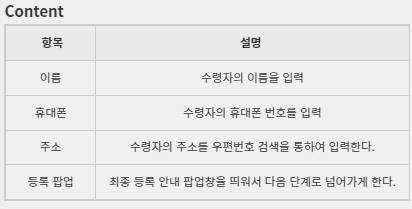 Content
항목 설명
이름 수령자의 이름을 입력
휴대폰 수령자의 휴대폰 번호를 입력
주소 수령자의 주소를 우편번호 검색을 통하여 입력한다.
등록 팝업 최종 등록 안내 팝업창을 띄워서 다음 단계로 넘어가게 한다.